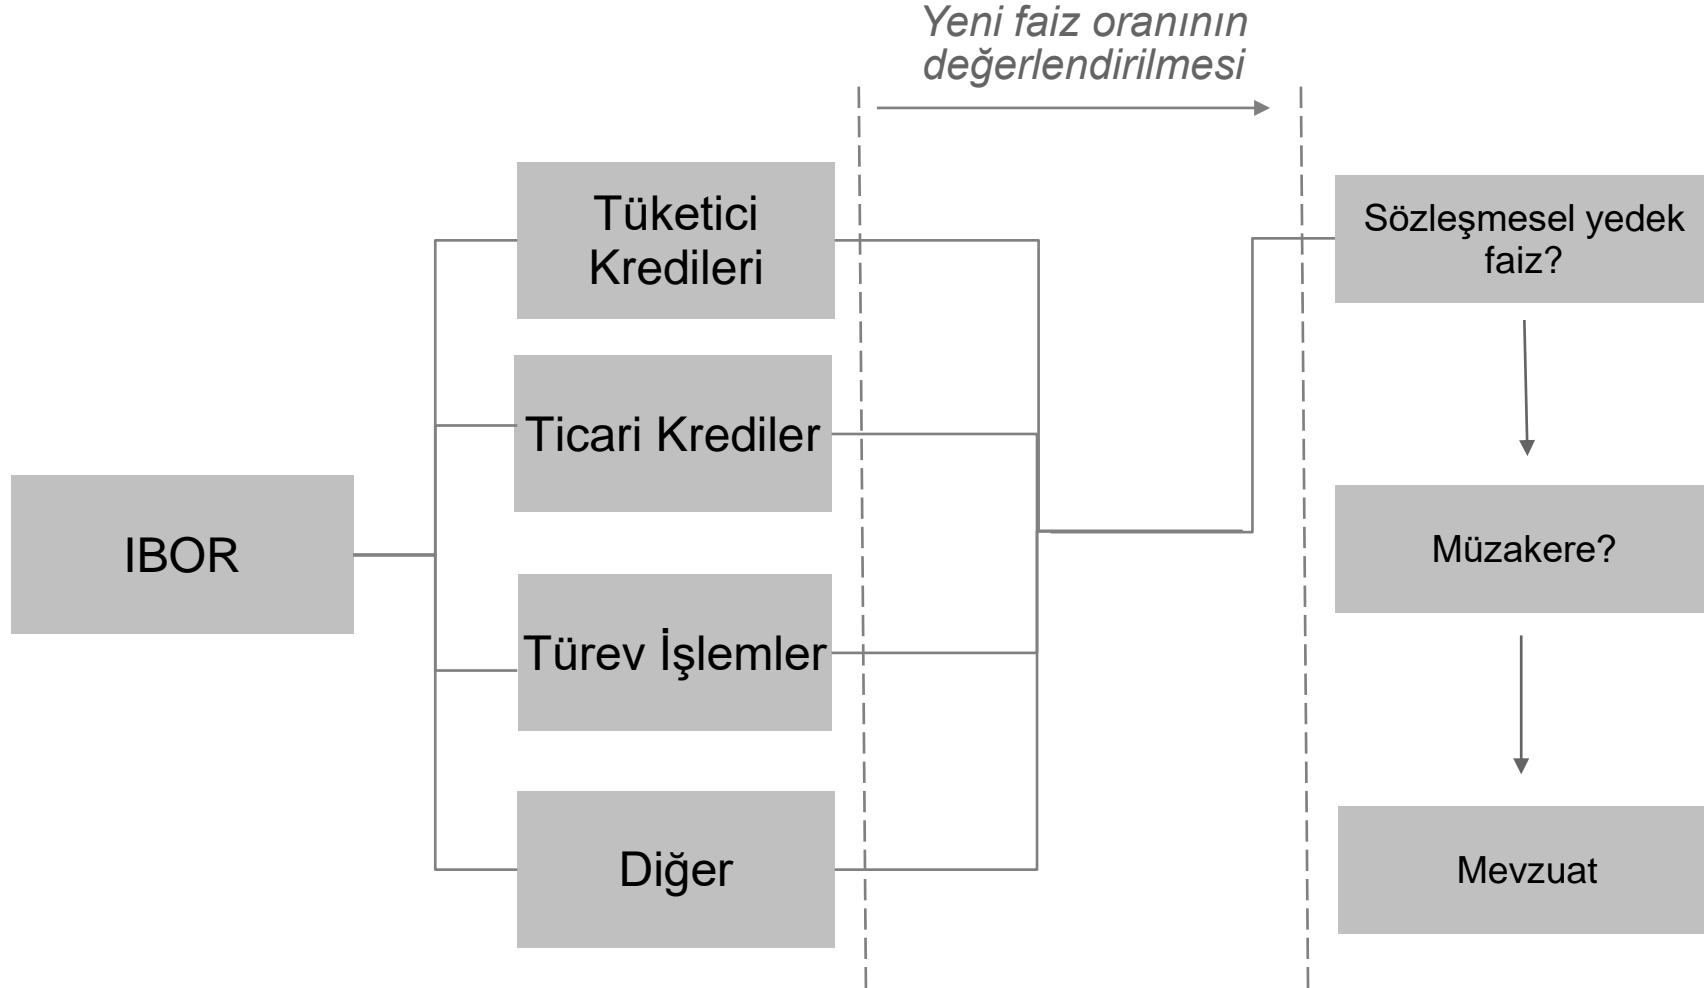 Yeni faiz oranının
değerlendirilmesi
Tüketici
Kredileri
Sözleşmesel yedek
faiz?
Ticari Krediler
IBOR
Müzakere?
Türev İşlemler
Diğer
Mevzuat